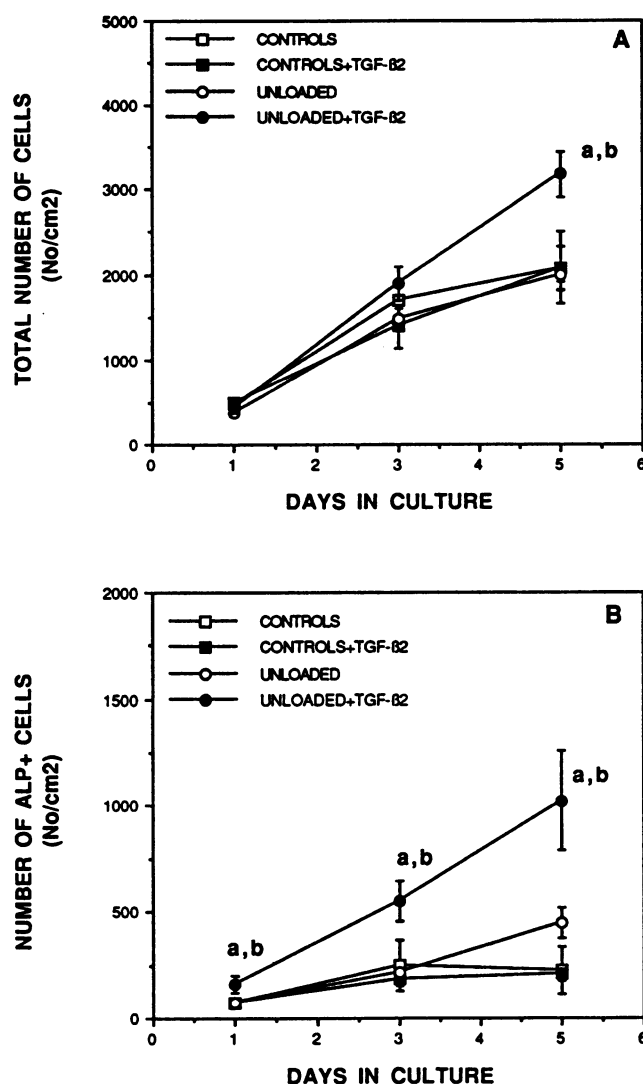 A
CONTROLS
CONTROLS+TGF-ß2
UNLOADED
UNLOADED+TGF-ß2
TOTAL NUMBER OF CELLS
(No/cm2)
5000
4000
3000
2000
1000
0
a,b
0 1 2 3 4 5 6
DAYS IN CULTURE
B
CONTROLS
CONTROLS+TGF-ß2
UNLOADED
UNLOADED+TGF-ß2
NUMBER OF ALP+ CELLS
(No/cm2)
2000
1500
1000
500
0
a,b
a,b
a,b
0 1 2 3 4 5 6
DAYS IN CULTURE